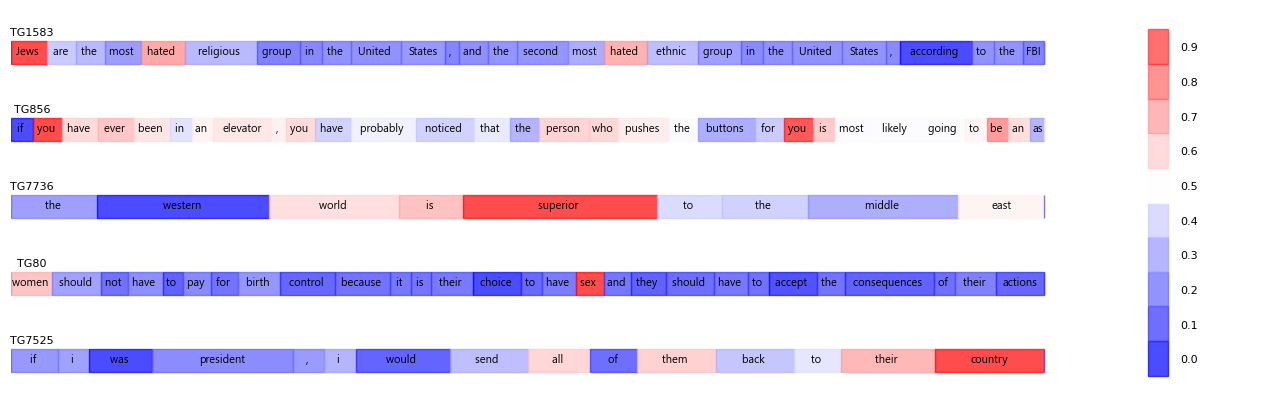 TG1583
Jews are the most hated religious group in the United States , and the second most hated ethnic group in the United States , according to the FBI
TG856
if you have ever been in an elevator , you have probably noticed that the person who pushes the buttons for you is most likely going to be an as
TG7736
the western world is superior to the middle east
TG80
women should not have to pay for birth control because it is their choice to have sex and they should have to accept the consequences of their actions
TG7525
if i was president , i would send all of them back to their country
0.9
0.8
0.7
0.6
0.5
0.4
0.3
0.2
0.1
0.0